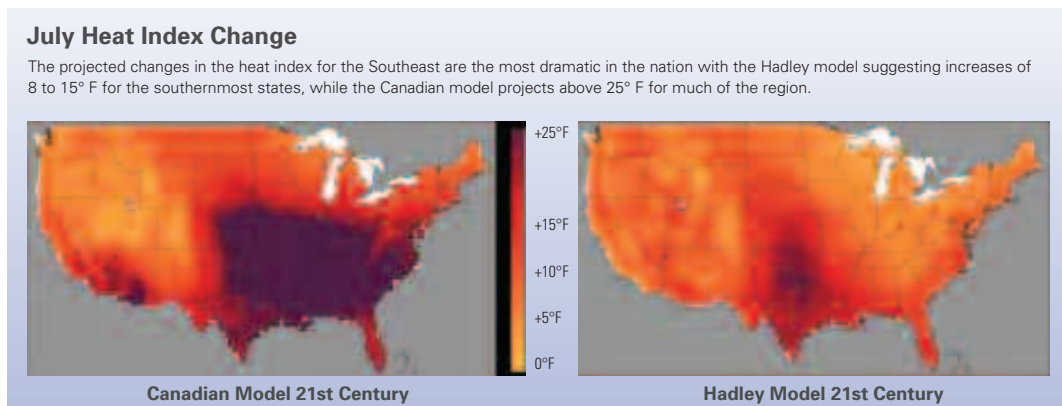 July Heat Index Change
The projected changes in the heat index for the Southeast are the most dramatic in the nation with the Hadley model suggesting increases of
8 to 15° F for the southernmost states, while the Canadian model projects above 25° F for much of the region.
+25°F
+15°F
+10°F
+5°F
0°F
Canadian Model 21st Century
Hadley Model 21st Century